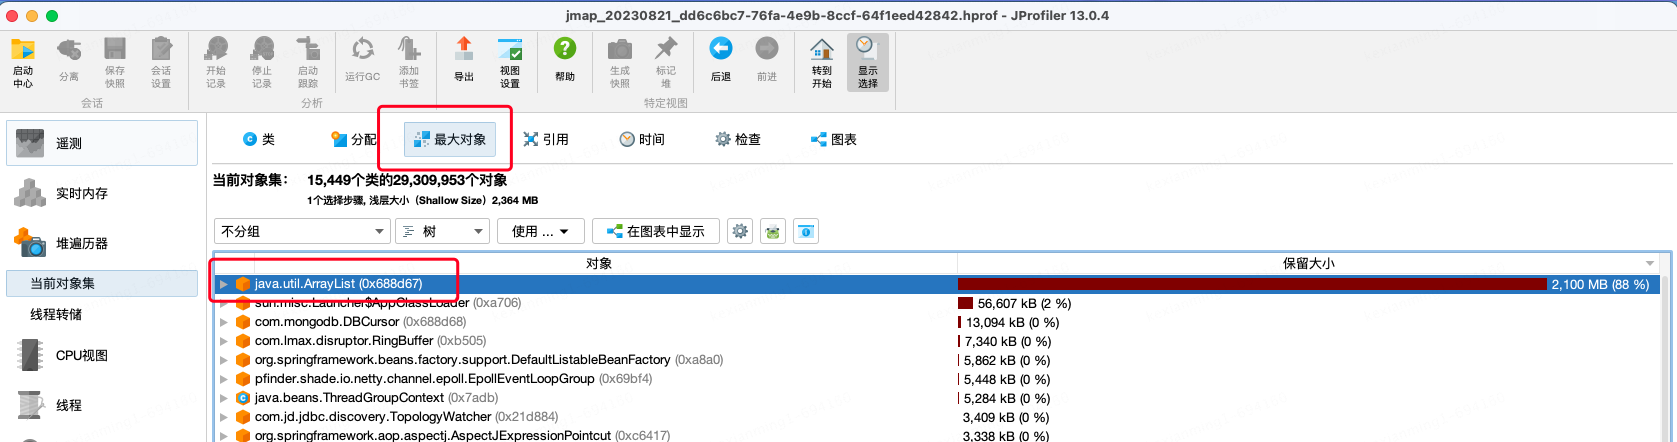 jmap_20230821_dd6c6bc7-76fa-4e9b-8ccf-64f1eed42842.hprof - JProfiler 13.0.4
启动中心
分离
保存快照
会话设置
开始记录
停止记录
启动跟踪
运行GC
添加书签
导出
视图设置
帮助
生成快照
标记堆
后退
前进
转到开始
显示选择
会话
分析
特定视图
遥测
实时内存
堆遍历器
当前对象集
线程转储
CPU视图
线程
类
分配
最大对象
引用
时间
检查
图表
当前对象集： 15,449个类的29,309,953个对象
1个选择步骤, 浅层大小（Shallow Size）2,364 MB
不分组
树
使用 ...
在图表中显示
对象 保留大小
java.util.ArrayList (0x688d67) 2,100 MB (88 %)
sun.misc.Launcher$AppClassLoader (0xa706) 56,607 kB (2 %)
com.mongodb.DBCursor (0x688d68) 13,094 kB (0 %)
com.lmax.disruptor.RingBuffer (0xb505) 7,340 kB (0 %)
org.springframework.beans.factory.support.DefaultListableBeanFactory (0xa8a0) 5,862 kB (0 %)
pfinder.shade.io.netty.channel.epoll.EpollEventLoopGroup (0x69bf4) 5,448 kB (0 %)
java.beans.ThreadGroupContext (0x7adb) 5,284 kB (0 %)
com.jd.jdbc.discovery.TopologyWatcher (0x21d884) 3,409 kB (0 %)
org.springframework.aop.aspectj.AspectJExpressionPointcut (0xc6417) 3,338 kB (0 %)